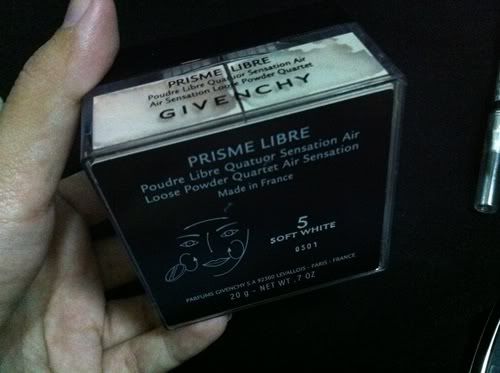 PRISME LIBRE
Poudre Libre Quatuor Sensation Air
Air Sensation Loose Powder Quartet
GIVENCHY
PRISME LIBRE
Poudre Libre Quatuor Sensation Air
Loose Powder Quartet Air Sensation
Made in France
5
SOFT WHITE
0501
PARFUMS GIVENCHY S.A 92300 LEVALLOIS - PARIS - FRANCE
20 g - NET WT .7 OZ